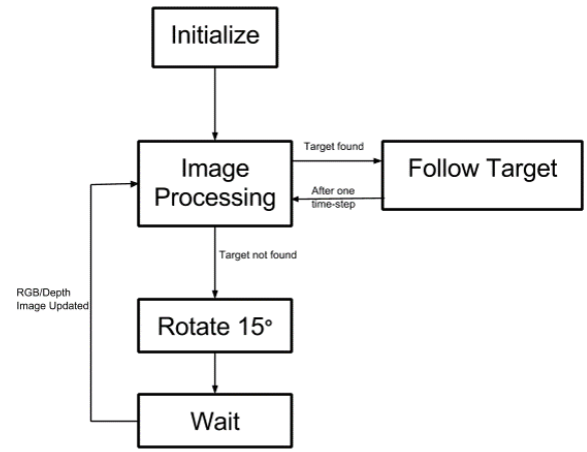 Initialize
Target found
Image
Processing
Follow Target
After one
time-step
Target not found
RGB/Depth
Image Updated
Rotate 15°
Wait